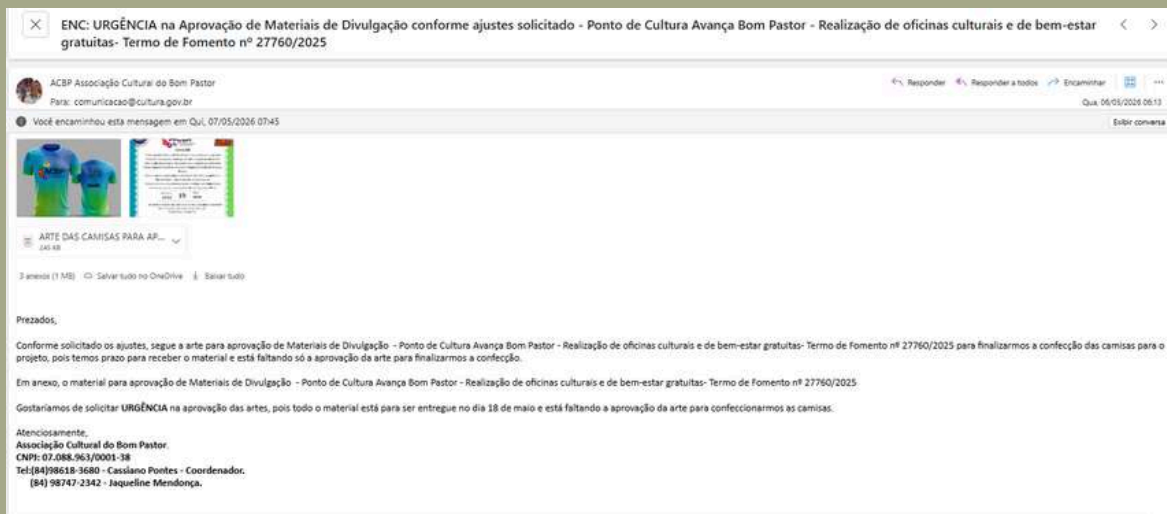 ENC: URGÊNCIA na Aprovação de Materiais de Divulgação conforme ajustes solicitado - Ponto de Cultura Avança Bom Pastor - Realização de oficinas culturais e de bem-estar
gratuitas- Termo de Fomento nº 27760/2025
ACBP Associação Cultural do Bom Pastor
Responder Responder a todos Encaminhar
Para: comunicacao@cultura.gov.br
Qua, 06/05/2026 06:13
Você encaminhou esta mensagem em Qui, 07/05/2026 07:45
Exibir conversa
ARTE DAS CAMISAS PARA AP...
3 anexos (1 MB) Salvar tudo no OneDrive Baixar tudo
Prezados,
Conforme solicitado os ajustes, segue a arte para aprovação de Materiais de Divulgação - Ponto de Cultura Avança Bom Pastor - Realização de oficinas culturais e de bem-estar gratuitas- Termo de Fomento nº 27760/2025 para finalizarmos a confecção das camisas para o
projeto, pois temos prazo para receber o material e está faltando só a aprovação da arte para finalizarmos a confecção.
Em anexo, o material para aprovação de Materiais de Divulgação - Ponto de Cultura Avança Bom Pastor - Realização de oficinas culturais e de bem-estar gratuitas- Termo de Fomento nº 27760/2025
Gostaríamos de solicitar URGÊNCIA na aprovação das artes, pois todo o material está para ser entregue no dia 18 de maio e está faltando a aprovação da arte para confeccionarmos as camisas.
Atenciosamente,
Associação Cultural do Bom Pastor.
CNPJ: 07.088.963/0001-38
Tel:(84)98618-3680 - Cassiano Pontes - Coordenador.
(84) 98747-2342 - Jaqueline Mendonça.